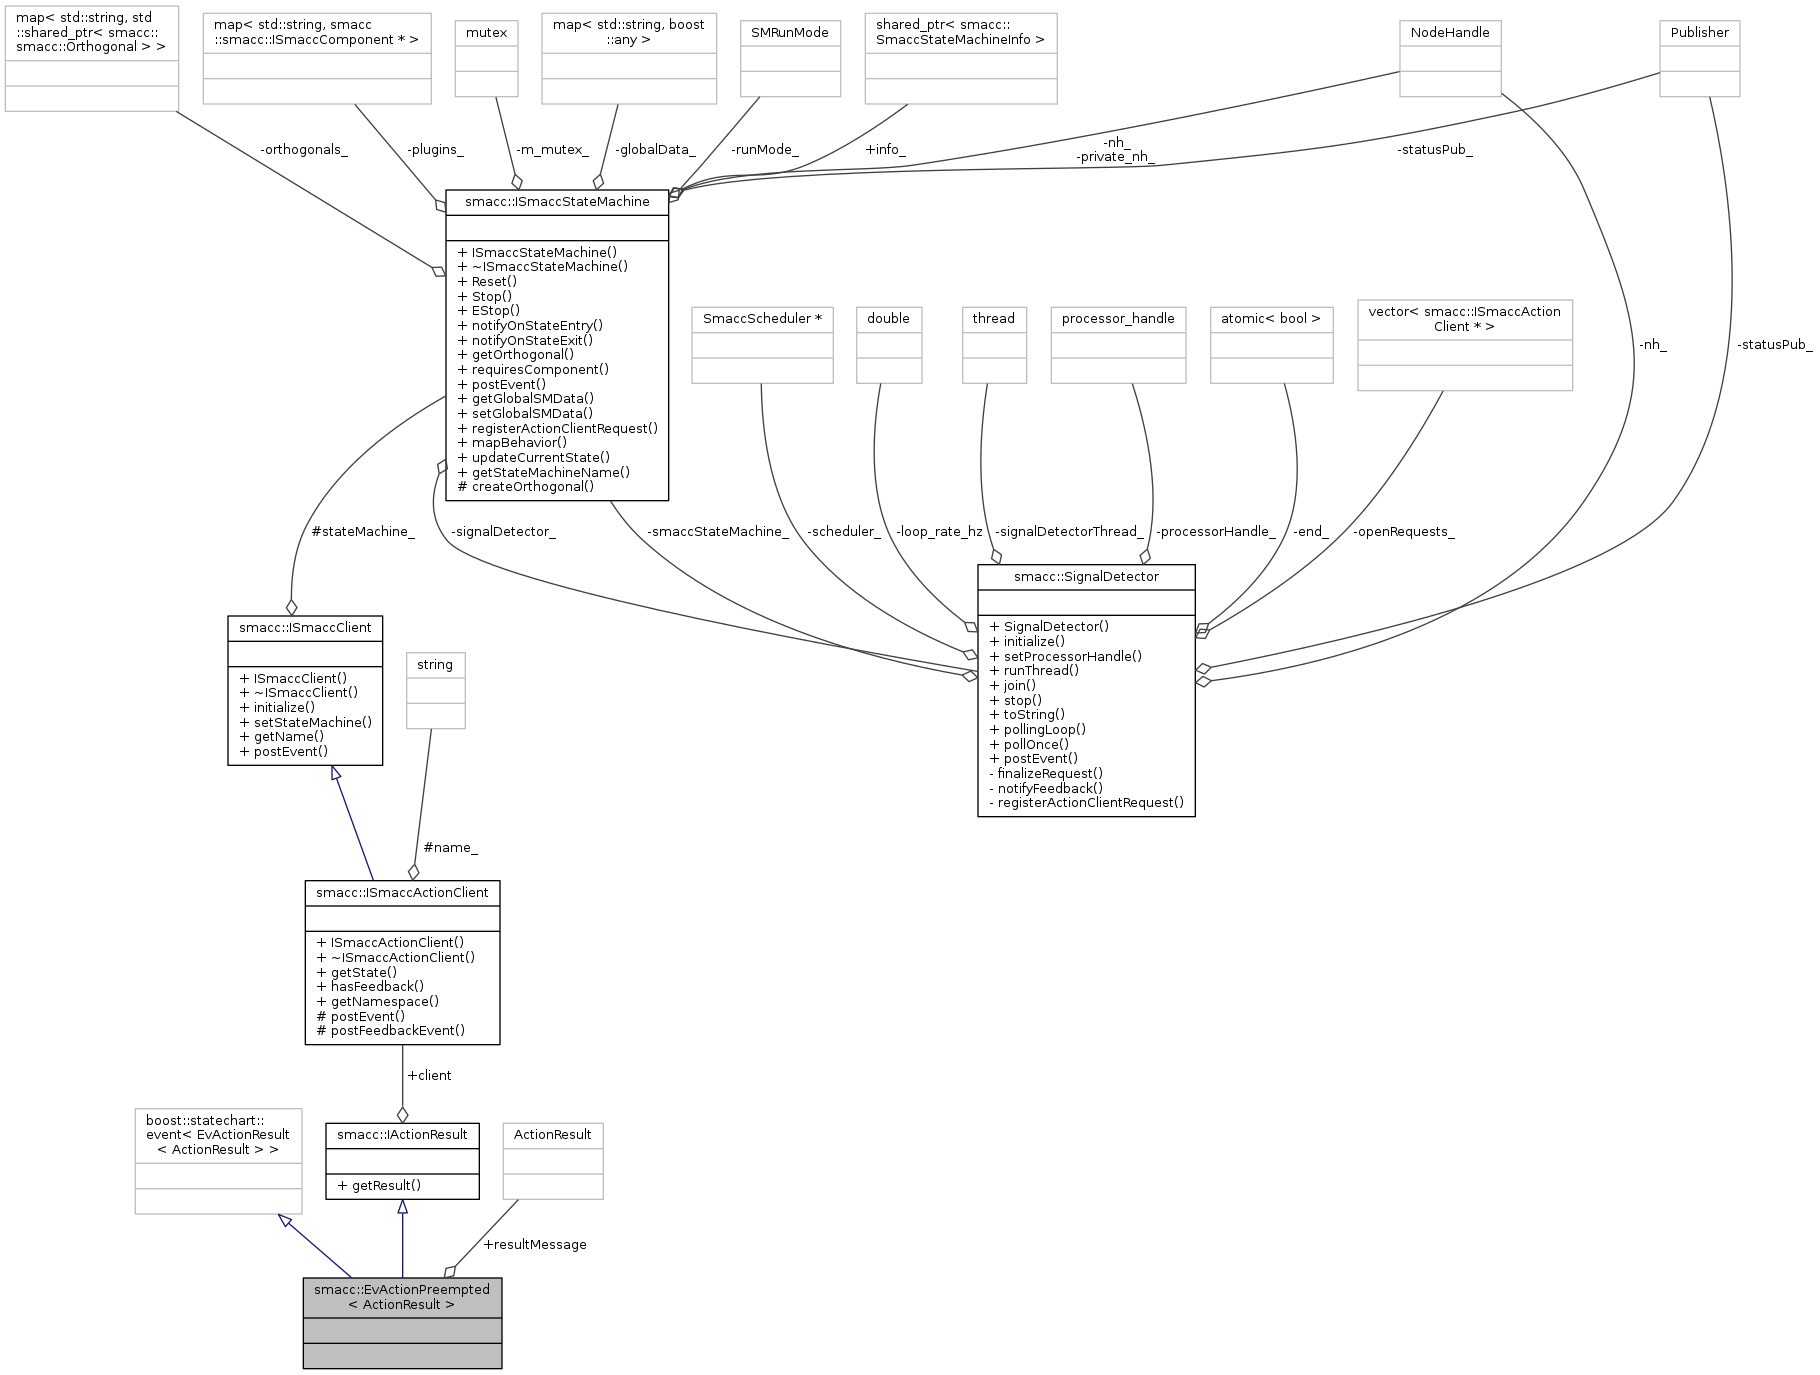 map< std::string, std
::shared_ptr< smacc::
smacc::Orthogonal > >
map< std::string, smacc
::smacc::ISmaccComponent * >
mutex
map< std::string, boost
::any >
SMRunMode
shared_ptr< smacc::
SmaccStateMachineInfo >
NodeHandle
Publisher
-orthogonals_
-plugins_
-m_mutex_
-globalData_
-runMode_
+info_
-nh_
-private_nh_
-statusPub_
smacc::ISmaccStateMachine
+ ISmaccStateMachine()
+ ~ISmaccStateMachine()
+ Reset()
+ Stop()
+ EStop()
+ notifyOnStateEntry()
+ notifyOnStateExit()
+ getOrthogonal()
+ requiresComponent()
+ postEvent()
+ getGlobalSMData()
+ setGlobalSMData()
+ registerActionClientRequest()
+ mapBehavior()
+ updateCurrentState()
+ getStateMachineName()
# createOrthogonal()
SmaccScheduler *
double
thread
processor_handle
atomic< bool >
vector< smacc::ISmaccAction
Client * >
-nh_
-statusPub_
#stateMachine_
-signalDetector_
-smaccStateMachine_
-scheduler_
-loop_rate_hz
-signalDetectorThread_
-processorHandle_
-end_
-openRequests_
smacc::SignalDetector
+ SignalDetector()
+ initialize()
+ setProcessorHandle()
+ runThread()
+ join()
+ stop()
+ toString()
+ pollingLoop()
+ pollOnce()
+ postEvent()
- finalizeRequest()
- notifyFeedback()
- registerActionClientRequest()
smacc::ISmaccClient
+ ISmaccClient()
+ ~ISmaccClient()
+ initialize()
+ setStateMachine()
+ getName()
+ postEvent()
string
#name_
smacc::ISmaccActionClient
+ ISmaccActionClient()
+ ~ISmaccActionClient()
+ getState()
+ hasFeedback()
+ getNamespace()
# postEvent()
# postFeedbackEvent()
+client
boost::statechart::
event< EvActionResult
< ActionResult > >
smacc::IActionResult
+ getResult()
ActionResult
+resultMessage
smacc::EvActionPreempted
< ActionResult >